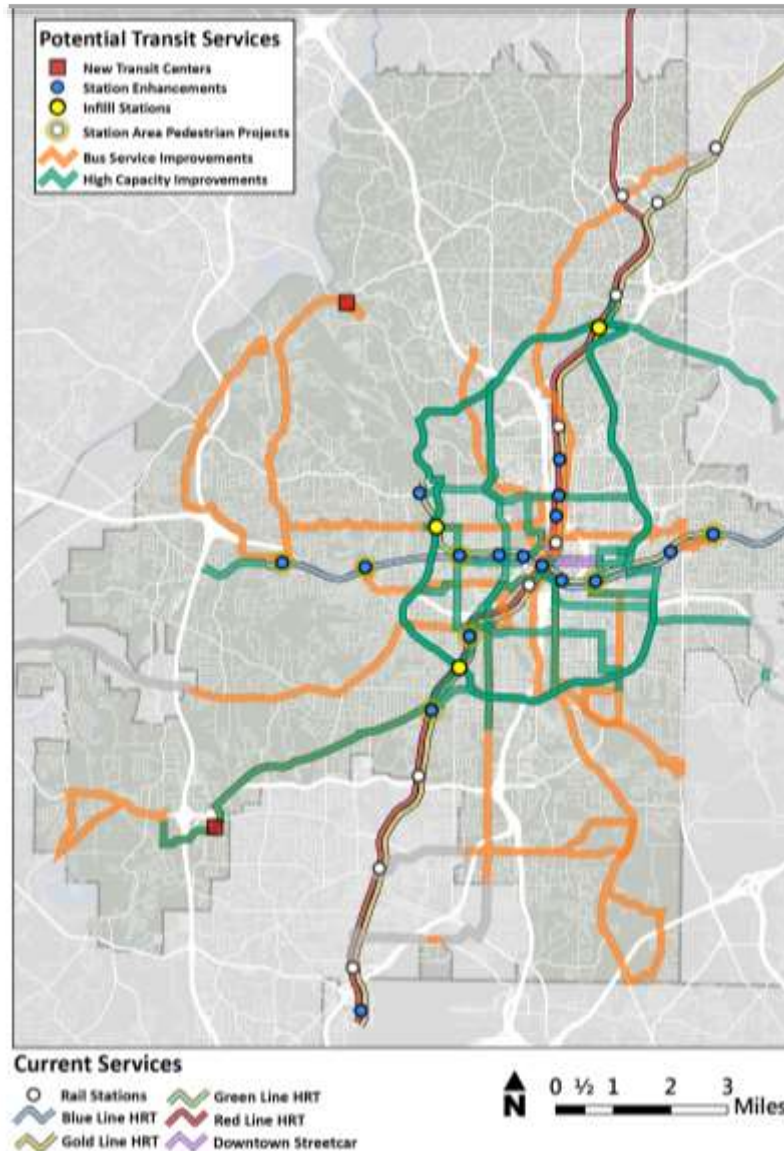 Potential Transit Services
New Transit Centers
Station Enhancements
Infill Stations
Station Area Pedestrian Projects
Bus Service Improvements
High Capacity Improvements
Current Services
Rail Stations
Blue Line HRT
Gold Line HRT
Green Line HRT
Red Line HRT
Downtown Streetcar
N
0 ½ 1 2 3
Miles